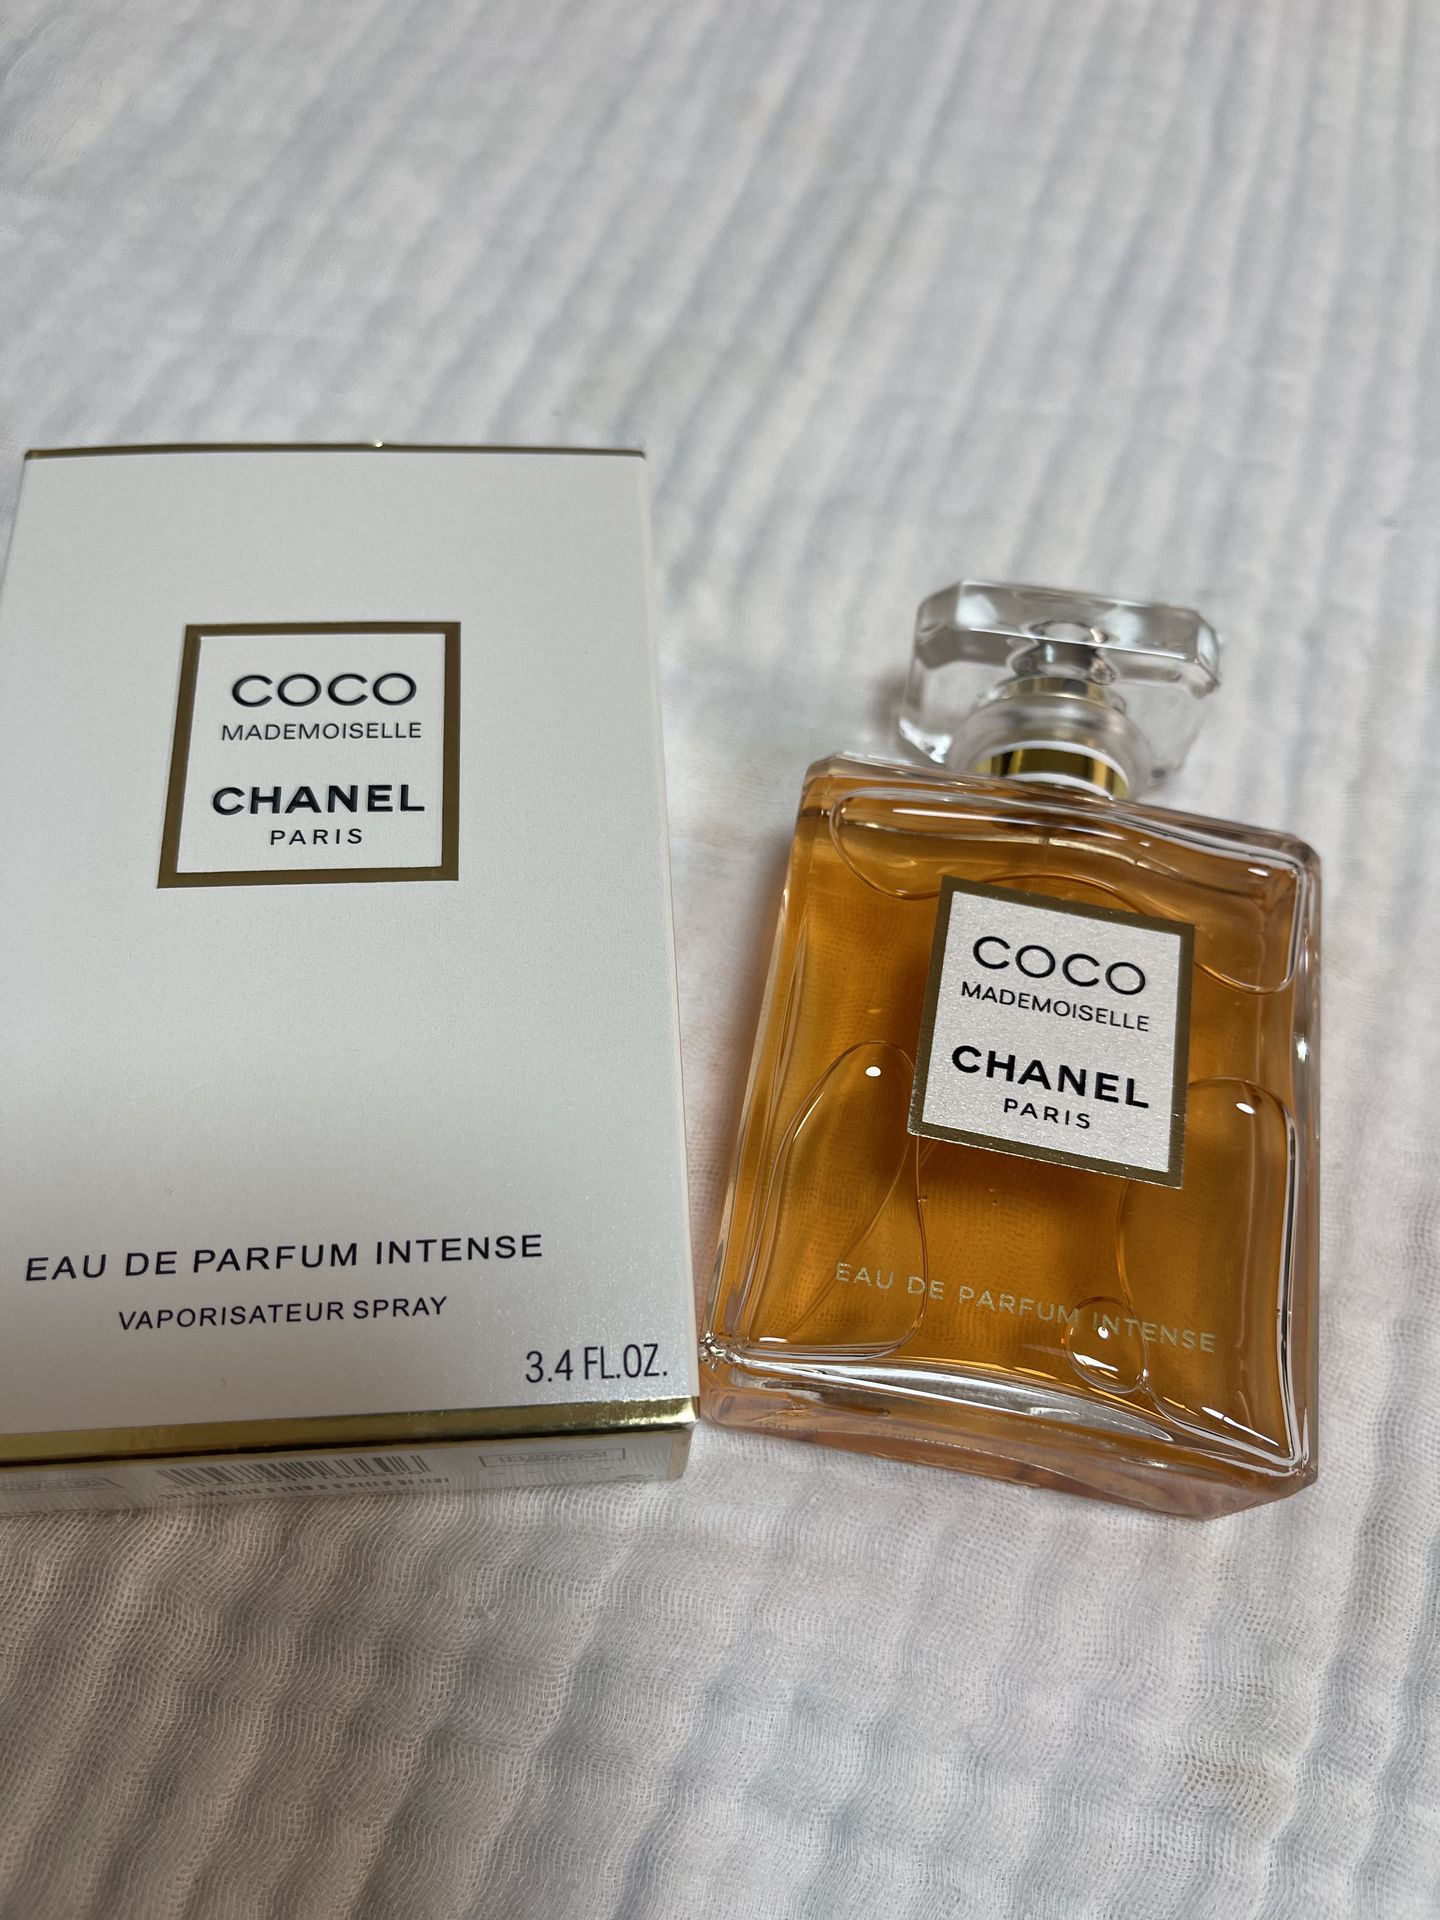 COCO
MADEMOISELLE
CHANEL
PARIS
EAU DE PARFUM INTENSE
VAPORISATEUR SPRAY
3.4 FL.OZ.
COCO
MADEMOISELLE
CHANEL
PARIS
EAU DE PARFUM INTENSE